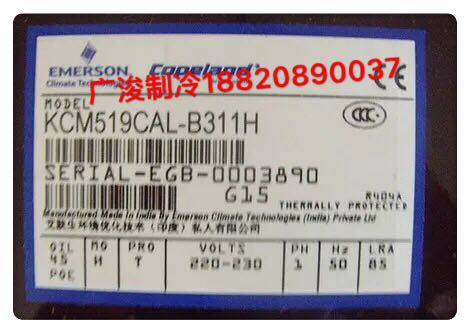 EMERSON
Climate Technologies
Copeland
CE
广浚制冷18820890037
MODEL
KCM519CAL-B311H
CCC
SERIAL-EGB-0003890
G15
R404A
THERMALLY PROTECTED
Manufactured Made In India By Emerson Climate Technologies (India) Private Ltd
艾默生环境优化技术(印度)私人有限公司
OIL MO PRO VOLTS PH Hz LRA
45 H T 220-230 1 50 85
POE